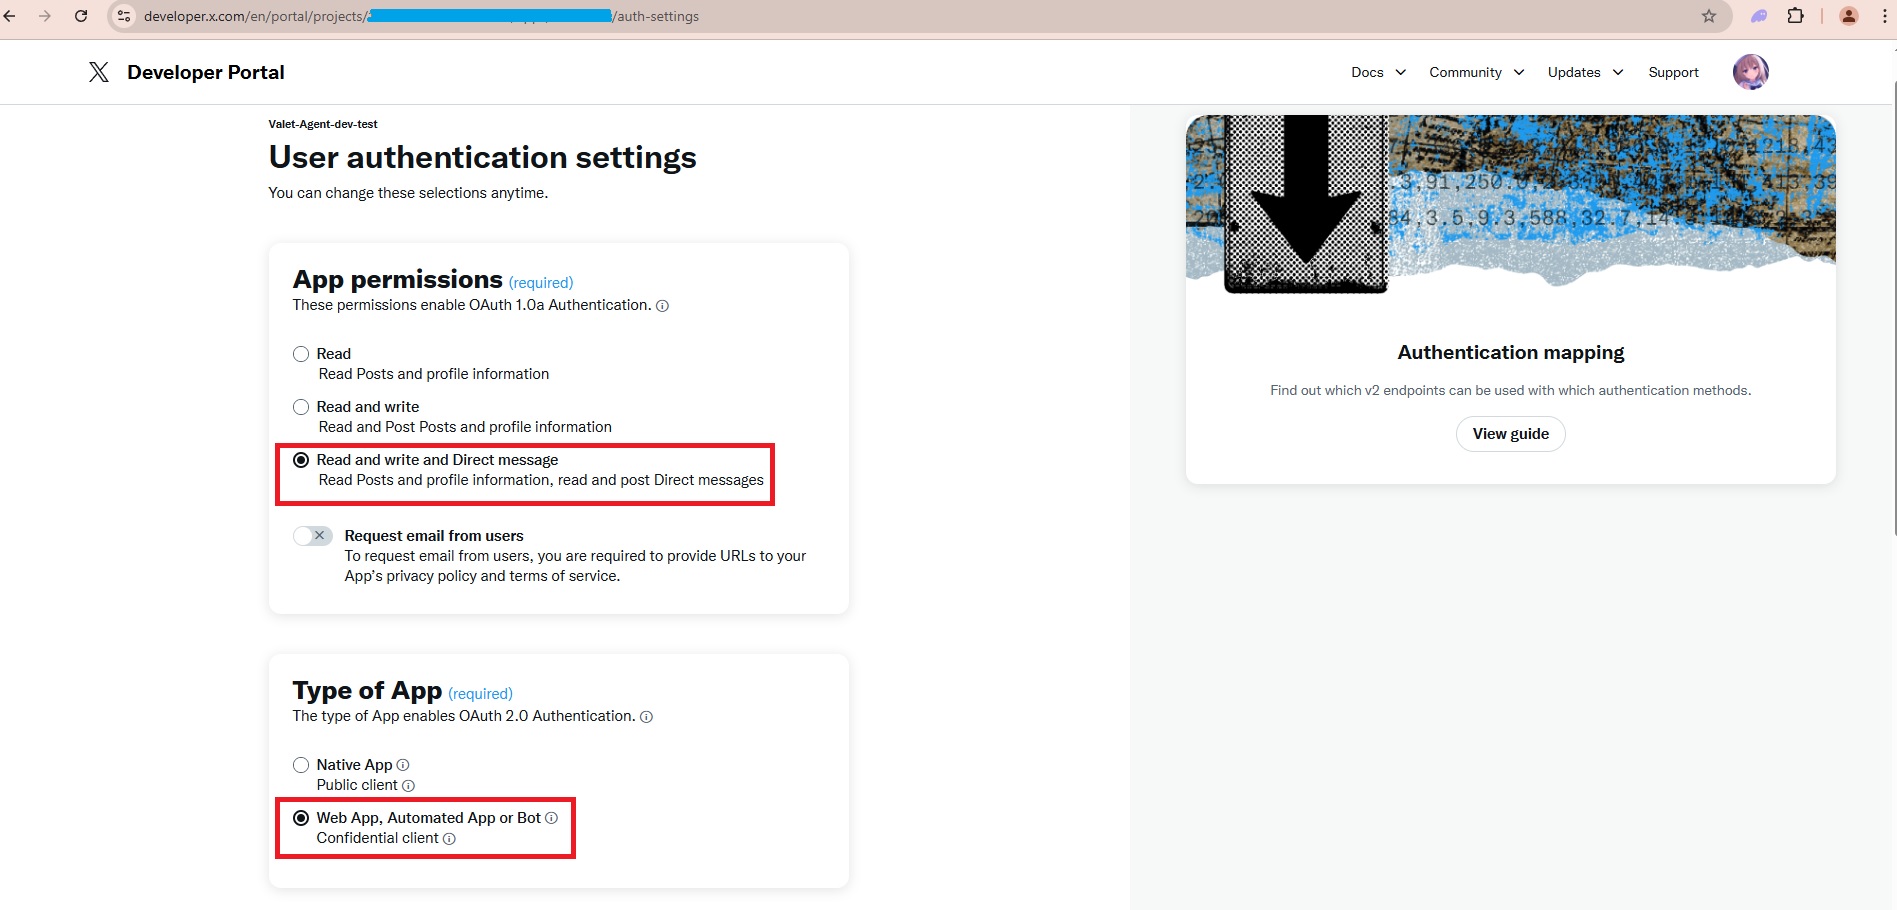 developer.x.com/en/portal/projects/ /auth-settings
Developer Portal
Docs
Community
Updates
Support
Valet-Agent-dev-test
User authentication settings
You can change these selections anytime.
App permissions (required)
These permissions enable OAuth 1.0a Authentication.
Read
Read Posts and profile information
Read and write
Read and Post Posts and profile information
Read and write and Direct message
Read Posts and profile information, read and post Direct messages
Request email from users
To request email from users, you are required to provide URLs to your
App's privacy policy and terms of service.
Type of App (required)
The type of App enables OAuth 2.0 Authentication.
Native App
Public client
Web App, Automated App or Bot
Confidential client
Authentication mapping
Find out which v2 endpoints can be used with which authentication methods.
View guide